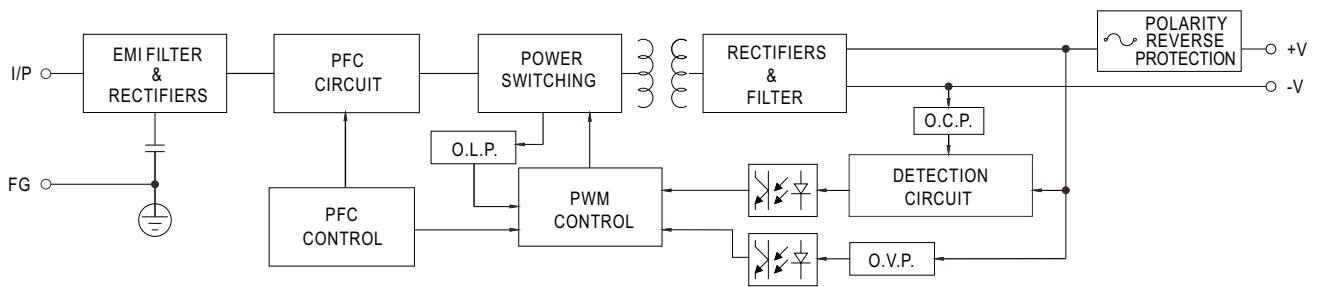 I/P
EMI FILTER
&
RECTIFIERS
PFC
CIRCUIT
POWER
SWITCHING
RECTIFIERS
&
FILTER
POLARITY
REVERSE
PROTECTION
+V
-V
O.C.P.
O.L.P.
DETECTION
CIRCUIT
FG
PFC
CONTROL
PWM
CONTROL
O.V.P.